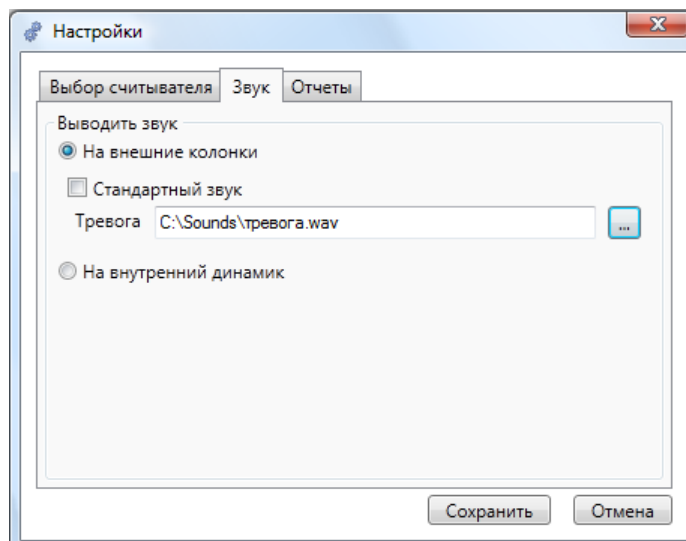 Настройки
Выбор считывателя Звук Отчеты
Выводить звук
На внешние колонки
Стандартный звук
Тревога C:\Sounds\тревога.wav ...
На внутренний динамик
Сохранить Отмена